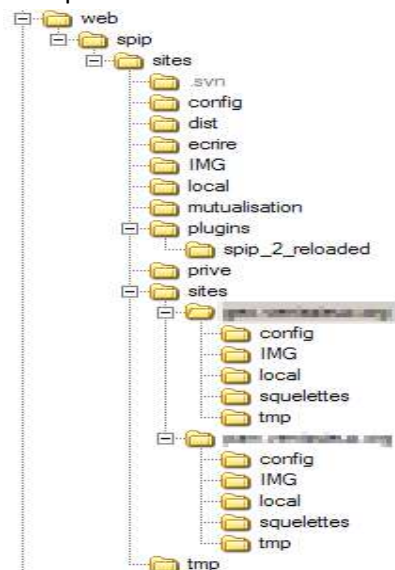 web
spip
sites
.svn
config
dist
ecrire
IMG
local
mutualisation
plugins
spip_2_reloaded
prive
sites
config
IMG
local
squelettes
tmp
config
IMG
local
squelettes
tmp
tmp